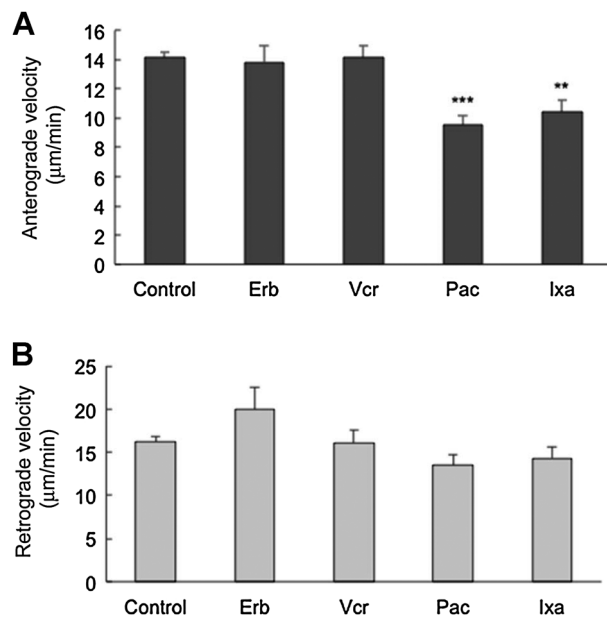 A
Anterograde velocity
(μm/min)
16
14
12
10
8
6
4
2
0
***
**
Control Erb Vcr Pac Ixa
B
Retrograde velocity
(μm/min)
25
20
15
10
5
0
Control Erb Vcr Pac Ixa